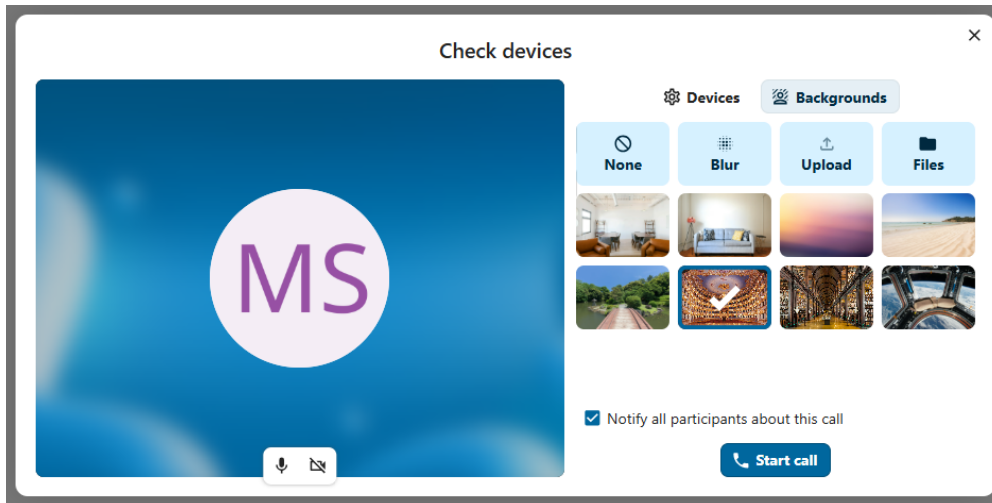 Check devices
MS
Devices
Backgrounds
None
Blur
Upload
Files
Notify all participants about this call
Start call